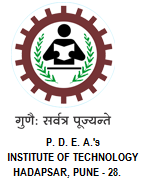 गुणैः सर्वत्र पूज्यन्ते
P. D. E. A.'s
INSTITUTE OF TECHNOLOGY
HADAPSAR, PUNE - 28.